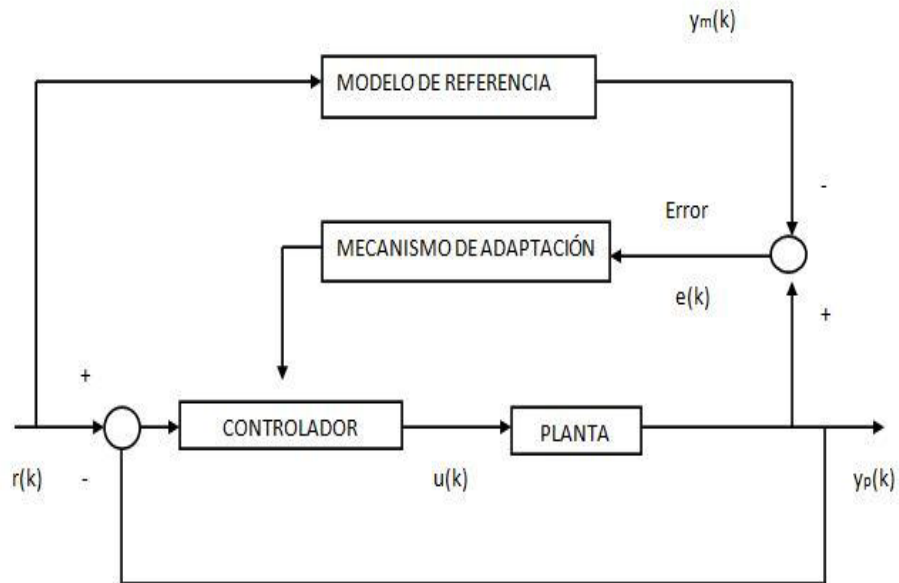 ym(k)
MODELO DE REFERENCIA
-
Error
MECANISMO DE ADAPTACIÓN
e(k)
+
+
CONTROLADOR
PLANTA
r(k)
-
u(k)
yp(k)